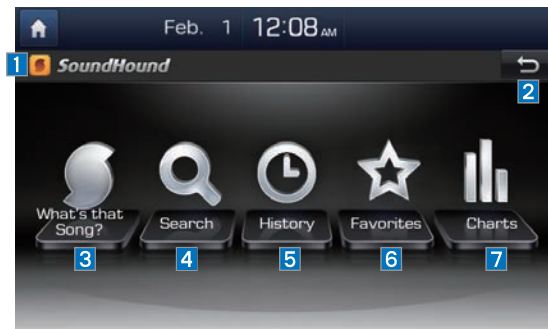 Feb. 1 12:08 AM
1 SoundHound
2
What's that
Song?
Search
History
Favorites
Charts
3
4
5
6
7